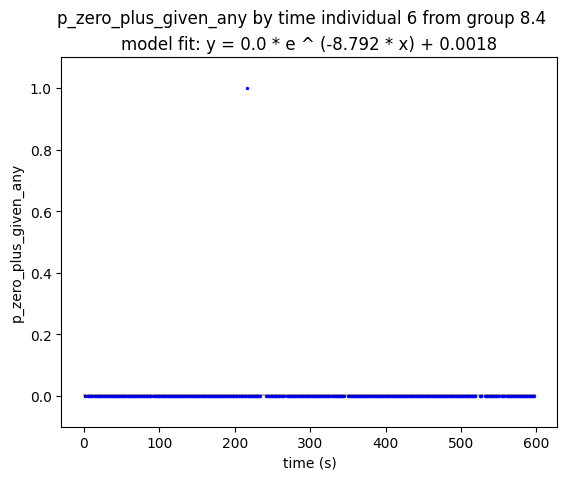 p_zero_plus_given_any by time individual 6 from group 8.4
model fit: y = 0.0 * e ^ (-8.792 * x) + 0.0018
1.0
0.8
0.6
0.4
0.2
0.0
p_zero_plus_given_any
0 100 200 300 400 500 600
time (s)